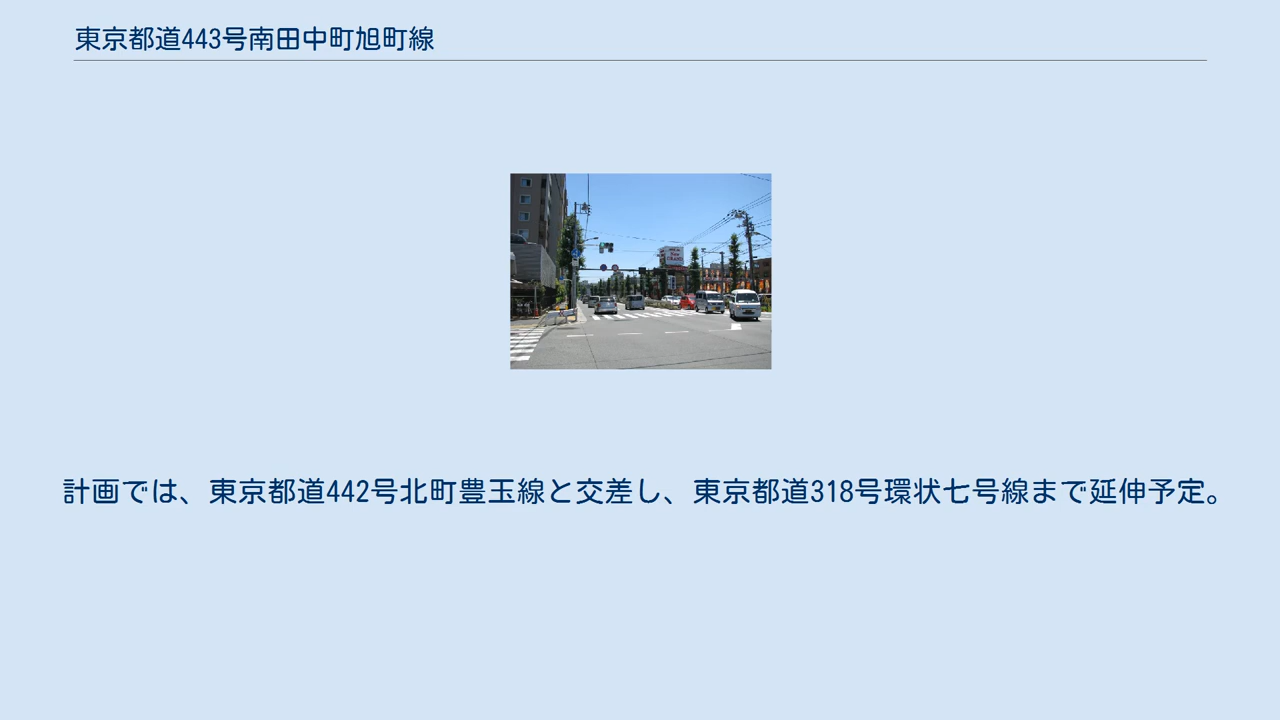 東京都道443号南田中町旭町線
計画では、東京都道442号北町豊玉線と交差し、東京都道318号環状七号線まで延伸予定。